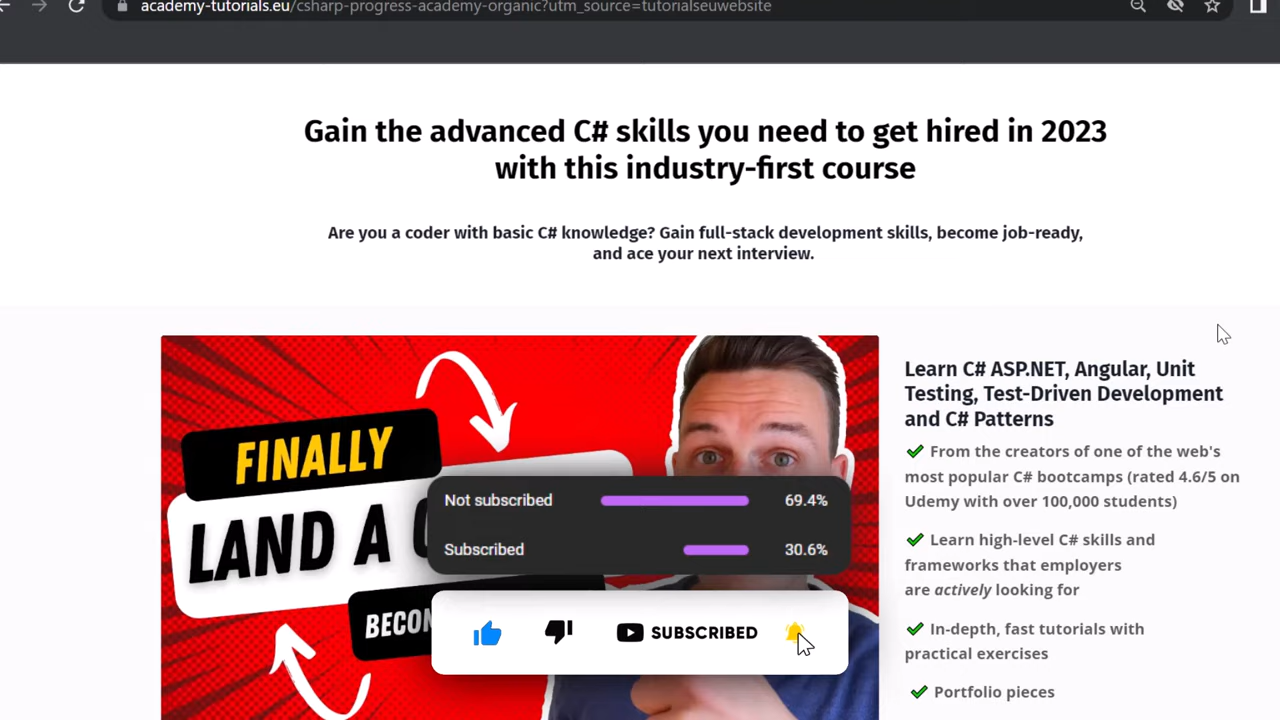 academy-tutorials.eu/csharp-progress-academy-organic?utm_source=tutorialseuwebsite
Gain the advanced C# skills you need to get hired in 2023
with this industry-first course
Are you a coder with basic C# knowledge? Gain full-stack development skills, become job-ready,
and ace your next interview.
FINALLY
LAND A
Not subscribed 69.4%
Subscribed 30.6%
SUBSCRIBED
Learn C# ASP.NET, Angular, Unit
Testing, Test-Driven Development
and C# Patterns
From the creators of one of the web's
most popular C# bootcamps (rated 4.6/5 on
Udemy with over 100,000 students)
Learn high-level C# skills and
frameworks that employers
are actively looking for
In-depth, fast tutorials with
practical exercises
Portfolio pieces